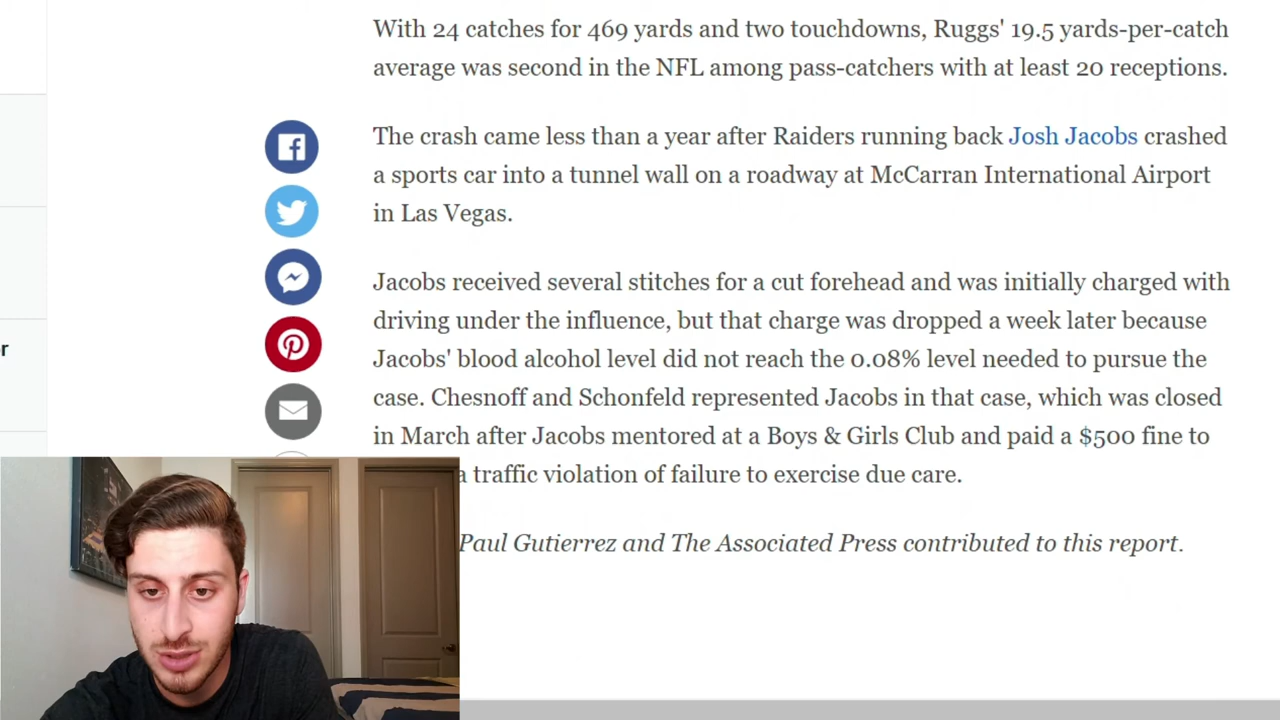 With 24 catches for 469 yards and two touchdowns, Ruggs' 19.5 yards-per-catch
average was second in the NFL among pass-catchers with at least 20 receptions.
The crash came less than a year after Raiders running back Josh Jacobs crashed
a sports car into a tunnel wall on a roadway at McCarran International Airport
in Las Vegas.
Jacobs received several stitches for a cut forehead and was initially charged with
driving under the influence, but that charge was dropped a week later because
Jacobs' blood alcohol level did not reach the 0.08% level needed to pursue the
case. Chesnoff and Schonfeld represented Jacobs in that case, which was closed
in March after Jacobs mentored at a Boys & Girls Club and paid a $500 fine to
a traffic violation of failure to exercise due care.
Paul Gutierrez and The Associated Press contributed to this report.